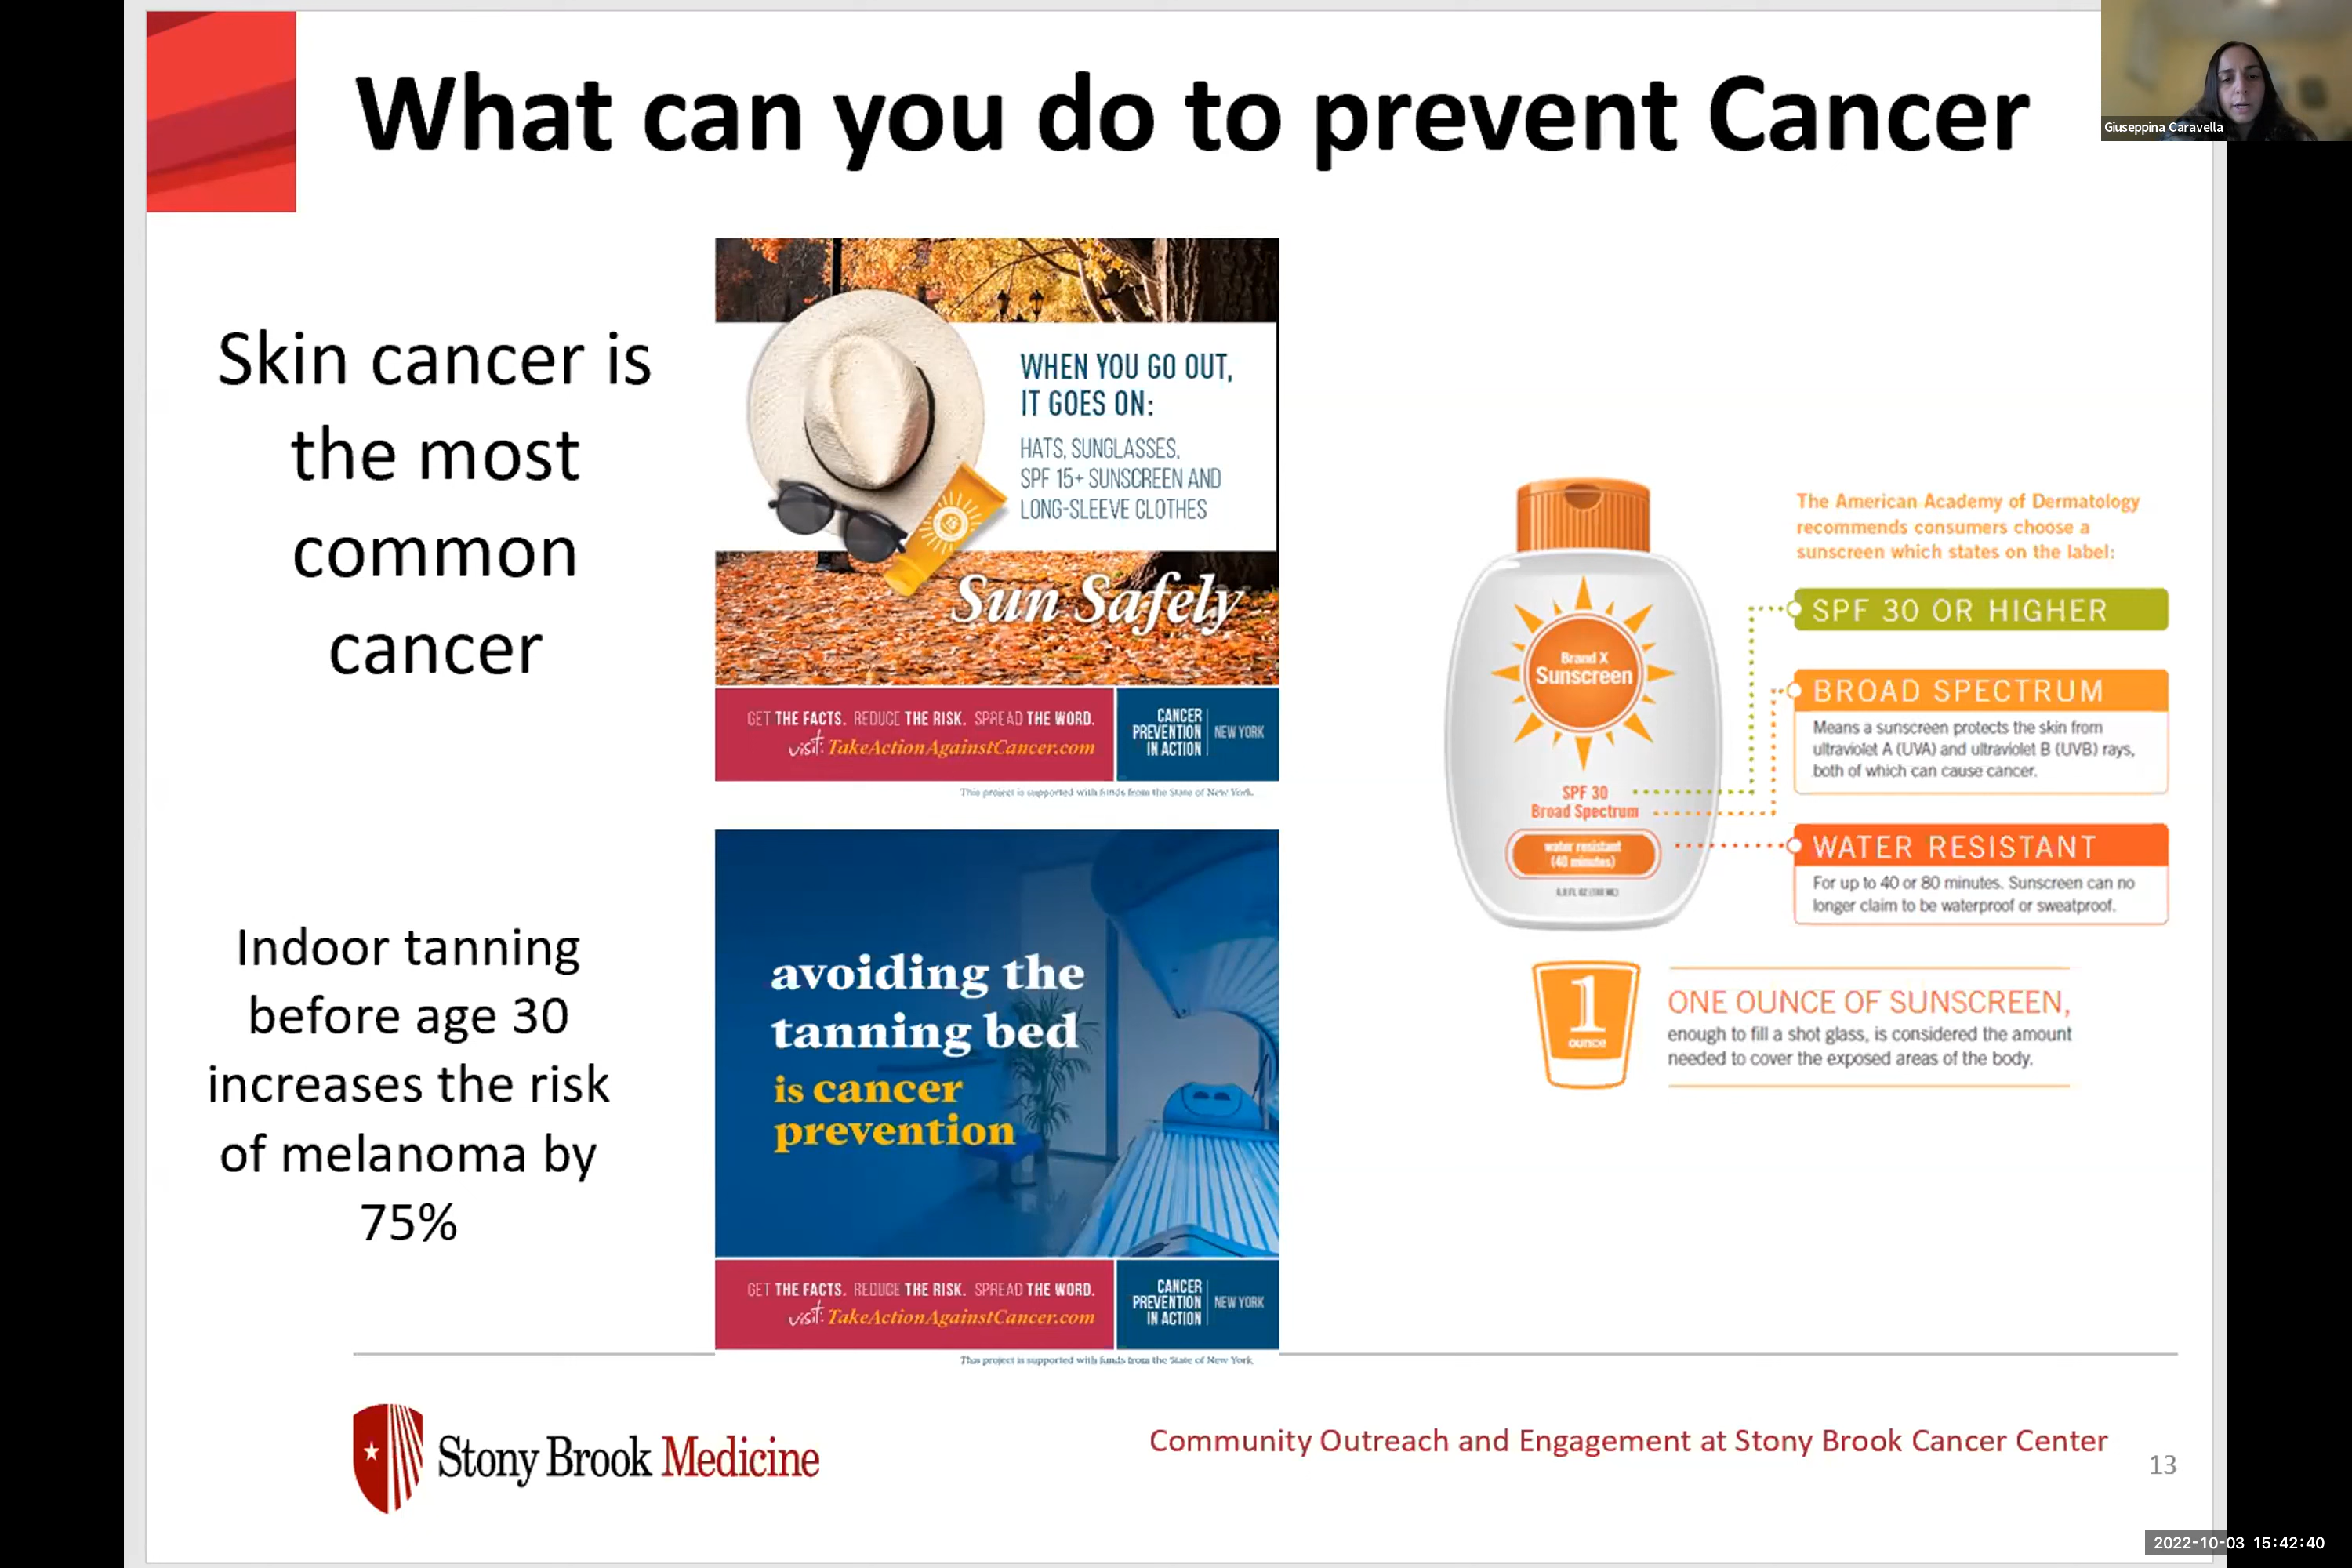 What can you do to prevent Cancer
Giuseppina Caravella
Skin cancer is
the most
common
cancer
WHEN YOU GO OUT,
IT GOES ON:
HATS, SUNGLASSES,
SPF 15+ SUNSCREEN AND
LONG-SLEEVE CLOTHES
15
Sun Safely
GET THE FACTS. REDUCE THE RISK. SPREAD THE WORD.
visit: TakeActionAgainstCancer.com
CANCER
PREVENTION
IN ACTION
NEW YORK
This project is supported with funds from the State of New York.
The American Academy of Dermatology
recommends consumers choose a
sunscreen which states on the label:
SPF 30 OR HIGHER
BROAD SPECTRUM
Means a sunscreen protects the skin from
ultraviolet A (UVA) and ultraviolet B (UVB) rays,
both of which can cause cancer.
WATER RESISTANT
For up to 40 or 80 minutes. Sunscreen can no
longer claim to be waterproof or sweatproof.
Brand X
Sunscreen
SPF 30
Broad Spectrum
water resistant
(40 minutes)
1
ounce
ONE OUNCE OF SUNSCREEN,
enough to fill a shot glass, is considered the amount
needed to cover the exposed areas of the body.
Indoor tanning
before age 30
increases the risk
of melanoma by
75%
avoiding the
tanning bed
is cancer
prevention
GET THE FACTS. REDUCE THE RISK. SPREAD THE WORD.
visit: TakeActionAgainstCancer.com
CANCER
PREVENTION
IN ACTION
NEW YORK
This project is supported with funds from the State of New York.
Stony Brook Medicine
Community Outreach and Engagement at Stony Brook Cancer Center
13
2022-10-03 15:42:40